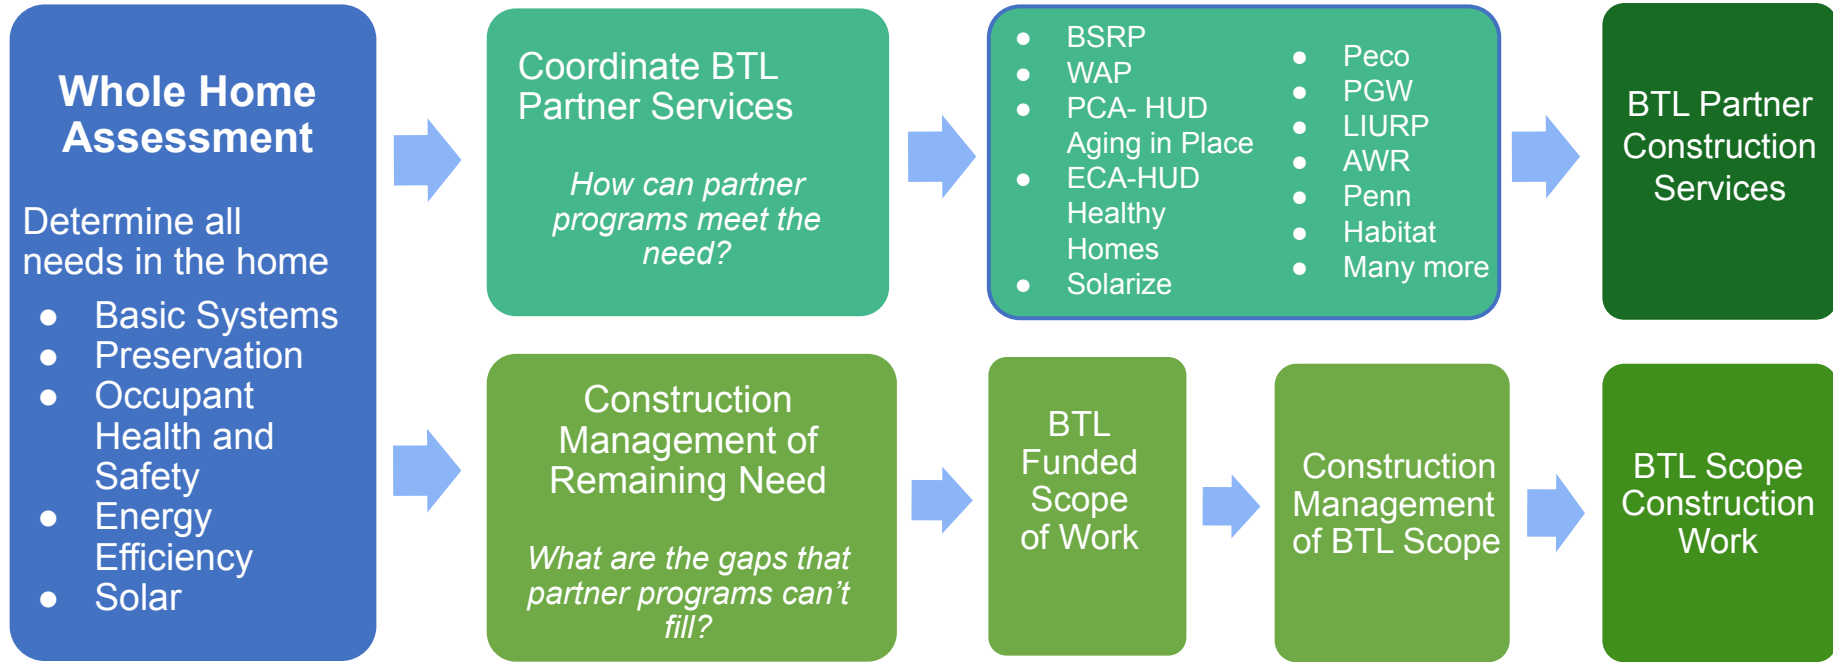 Whole Home
Assessment
Determine all
needs in the home
● Basic Systems
● Preservation
● Occupant
Health and
Safety
● Energy
Efficiency
● Solar
Coordinate BTL
Partner Services
How can partner
programs meet the
need?
● BSRP
● WAP
● PCA- HUD
Aging in Place
● ECA-HUD
Healthy
Homes
● Solarize
● Peco
● PGW
● LIURP
● AWR
● Penn
● Habitat
● Many more
BTL Partner
Construction
Services
Construction
Management of
Remaining Need
What are the gaps that
partner programs can’t
fill?
BTL
Funded
Scope
of Work
Construction
Management
of BTL Scope
BTL Scope
Construction
Work